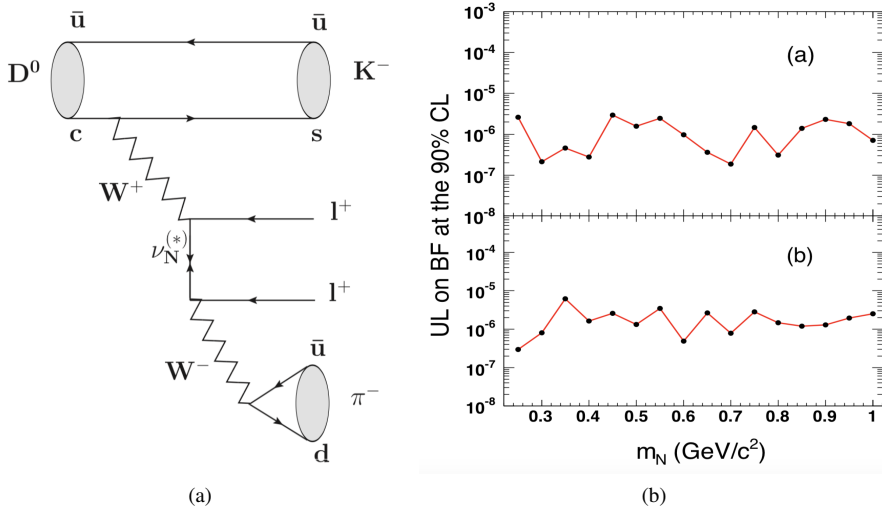 ū ū
D⁰ K⁻
c s
W⁺
l⁺
ν_N^(*)
l⁺
W⁻
ū
π⁻
d
(a)
UL on BF at the 90% CL
10⁻³
10⁻⁴
10⁻⁵
10⁻⁶
10⁻⁷
10⁻⁸
(a)
10⁻⁴
10⁻⁵
10⁻⁶
10⁻⁷
10⁻⁸
(b)
0.3 0.4 0.5 0.6 0.7 0.8 0.9 1
m_N (GeV/c²)
(b)